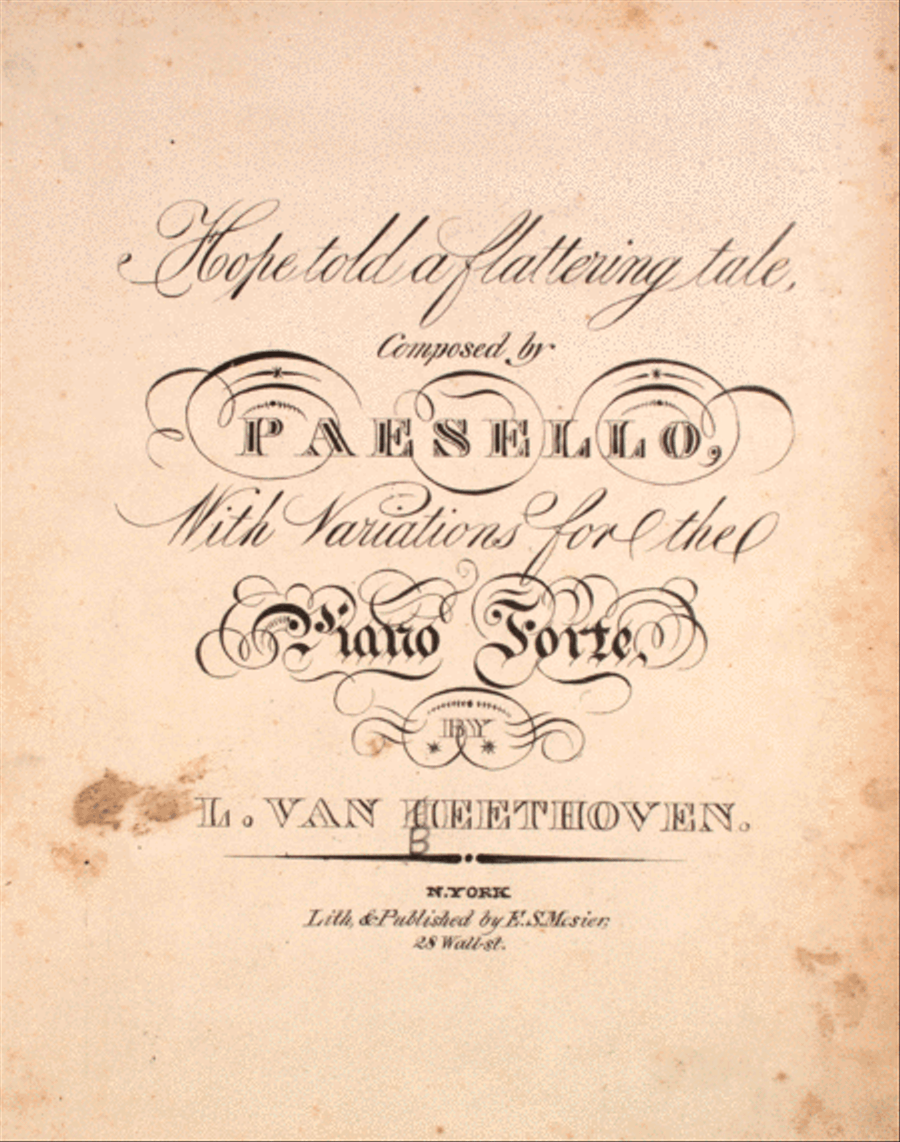 Hope told a flattering tale,
Composed by
PAESELLO,
With Variations for the
Piano Forte,
BY
L. VAN HEETHOVEN.
B
N.YORK
Lith, & Published by E.S.Mesier,
28 Wall-st.